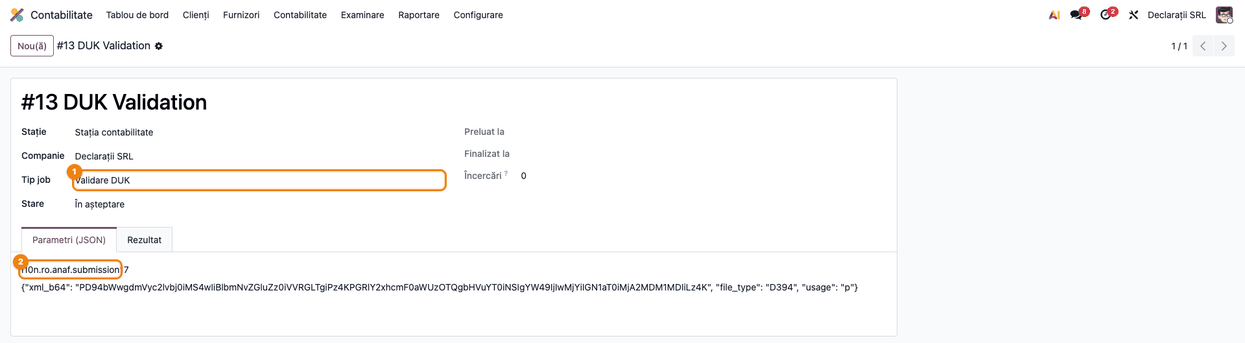 Contabilitate Tablou de bord Clienți Furnizori Contabilitate Examinare Raportare Configurare AI 8 2 Declarații SRL
Nou(ă) #13 DUK Validation 1 / 1
#13 DUK Validation
Stație Stația contabilitate Preluat la
Companie Declarații SRL Finalizat la
1
Tip job Validare DUK Încercări ? 0
Stare În așteptare
Parametri (JSON) Rezultat
2
l10n.ro.anaf.submission 7
"file_type": "D394", "usage": "p"}